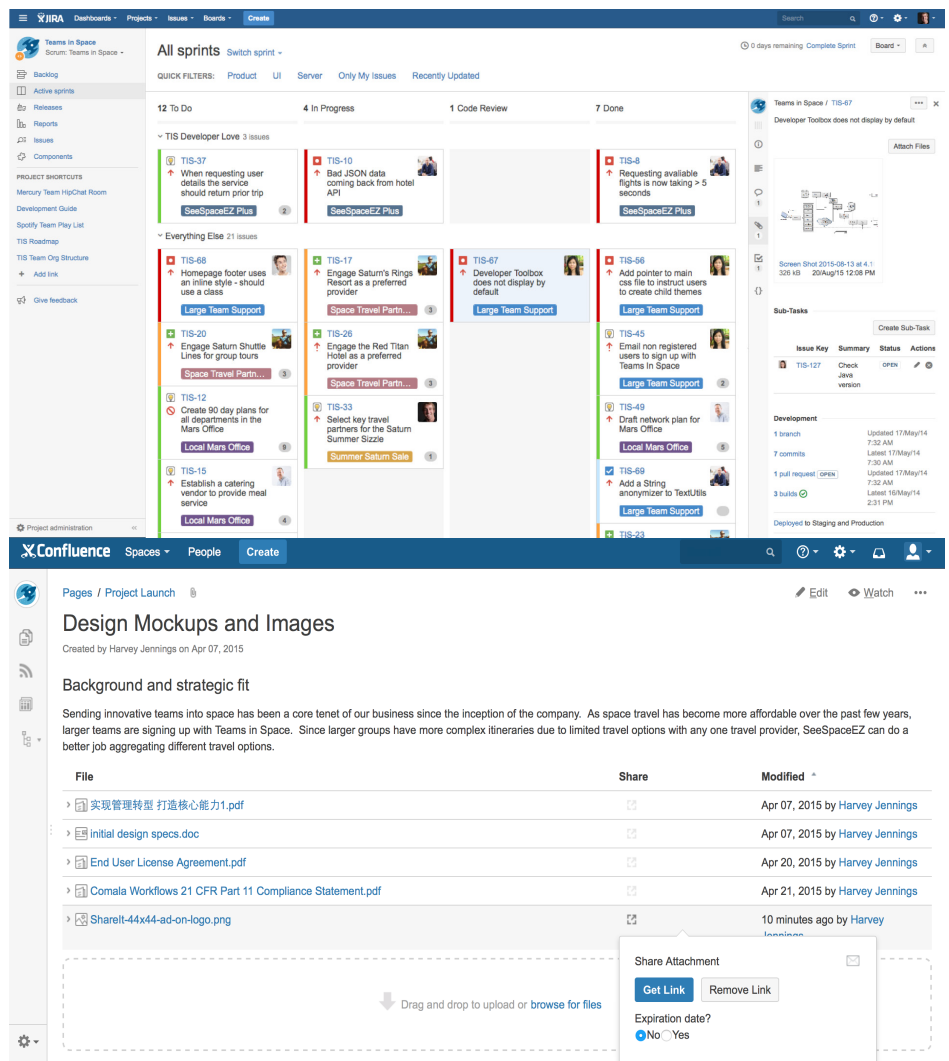 JIRA Dashboards Projects Issues Boards Create Search
Teams in Space
Scrum: Teams in Space
Backlog
Active sprints
Releases
Reports
Issues
Components
PROJECT SHORTCUTS
Mercury Team HipChat Room
Development Guide
Spotify Team Play List
TIS Roadmap
TIS Team Org Structure
+ Add link
Give feedback
Project administration
All sprints Switch sprint
0 days remaining Complete Sprint Board
QUICK FILTERS: Product UI Server Only My Issues Recently Updated
12 To Do 4 In Progress 1 Code Review 7 Done
TIS Developer Love 3 issues
TIS-37
When requesting user
details the service
should return prior trip
SeeSpaceEZ Plus 2
TIS-10
Bad JSON data
coming back from hotel
API
SeeSpaceEZ Plus
TIS-8
Requesting avaliable
flights is now taking > 5
seconds
SeeSpaceEZ Plus
Everything Else 21 issues
TIS-68
Homepage footer uses
an inline style - should
use a class
Large Team Support
TIS-20
Engage Saturn Shuttle
Lines for group tours
Space Travel Partn... 3
TIS-12
Create 90 day plans for
all departments in the
Mars Office
Local Mars Office 9
TIS-15
Establish a catering
vendor to provide meal
service
Local Mars Office 4
TIS-17
Engage Saturn's Rings
Resort as a preferred
provider
Space Travel Partn... 3
TIS-26
Engage the Red Titan
Hotel as a preferred
provider
Space Travel Partn... 3
TIS-33
Select key travel
partners for the Saturn
Summer Sizzle
Summer Saturn Sale 1
TIS-67
Developer Toolbox
does not display by
default
Large Team Support
TIS-56
Add pointer to main
css file to instruct users
to create child themes
Large Team Support
TIS-45
Email non registered
users to sign up with
Teams In Space
Large Team Support 2
TIS-49
Draft network plan for
Mars Office
Local Mars Office 5
TIS-69
Add a String
anonymizer to TextUtils
Large Team Support
TIS-23
Teams in Space / TIS-67
Developer Toolbox does not display by default
Attach Files
1
1
1
Screen Shot 2015-08-13 at 4.1
326 kB 20/Aug/15 12:08 PM
Sub-Tasks
Create Sub-Task
Issue Key Summary Status Actions
TIS-127 Check OPEN
Java
version
Development
1 branch Updated 17/May/14
7:32 AM
7 commits Latest 17/May/14
7:30 AM
1 pull request OPEN Updated 17/May/14
7:32 AM
3 builds Latest 16/May/14
2:31 PM
Deployed to Staging and Production
Confluence Spaces People Create
Pages / Project Launch
Edit Watch
Design Mockups and Images
Created by Harvey Jennings on Apr 07, 2015
Background and strategic fit
Sending innovative teams into space has been a core tenet of our business since the inception of the company. As space travel has become more affordable over the past few years,
larger teams are signing up with Teams in Space. Since larger groups have more complex itineraries due to limited travel options with any one travel provider, SeeSpaceEZ can do a
better job aggregating different travel options.
File Share Modified
实现管理转型 打造核心能力1.pdf Apr 07, 2015 by Harvey Jennings
initial design specs.doc Apr 07, 2015 by Harvey Jennings
End User License Agreement.pdf Apr 20, 2015 by Harvey Jennings
Comala Workflows 21 CFR Part 11 Compliance Statement.pdf Apr 21, 2015 by Harvey Jennings
ShareIt-44x44-ad-on-logo.png 10 minutes ago by Harvey
Jennings
Drag and drop to upload or browse for files
Share Attachment
Get Link Remove Link
Expiration date?
No Yes